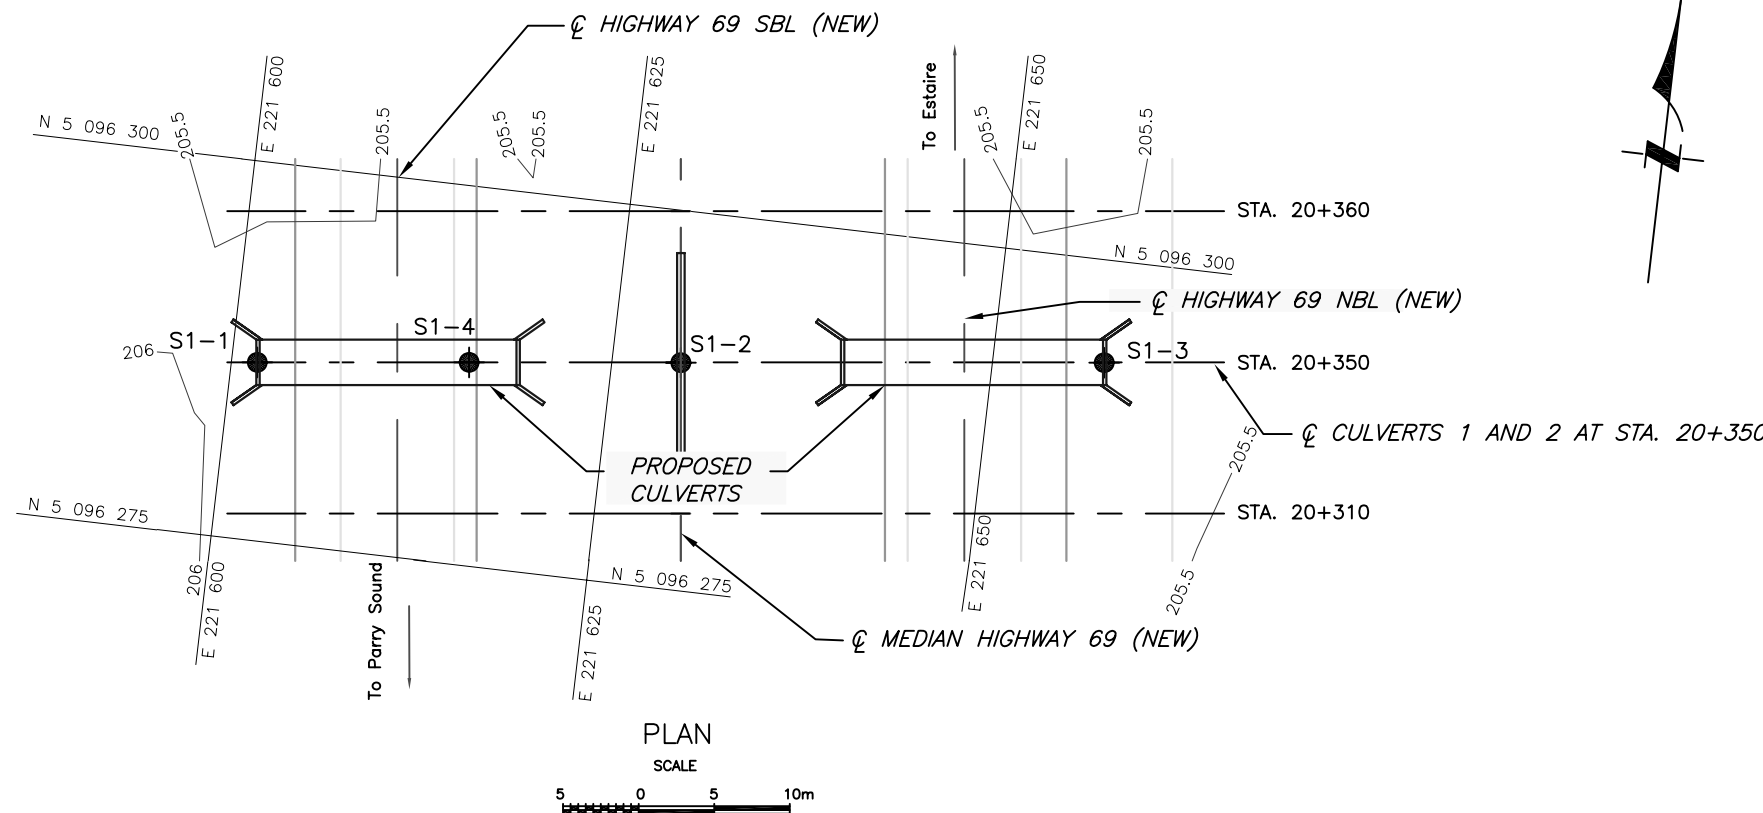 ℄ HIGHWAY 69 SBL (NEW)
E 221 600
E 221 625
E 221 650
To Estaire
N 5 096 300
205.5
205.5
205.5
205.5
205.5
205.5
STA. 20+360
N 5 096 300
℄ HIGHWAY 69 NBL (NEW)
S1-1
S1-4
S1-2
S1-3
206
STA. 20+350
℄ CULVERTS 1 AND 2 AT STA. 20+350
205.5
PROPOSED
CULVERTS
N 5 096 275
STA. 20+310
206
E 221 600
To Parry Sound
N 5 096 275
E 221 625
E 221 650
205.5
℄ MEDIAN HIGHWAY 69 (NEW)
PLAN
SCALE
5 0 5 10m